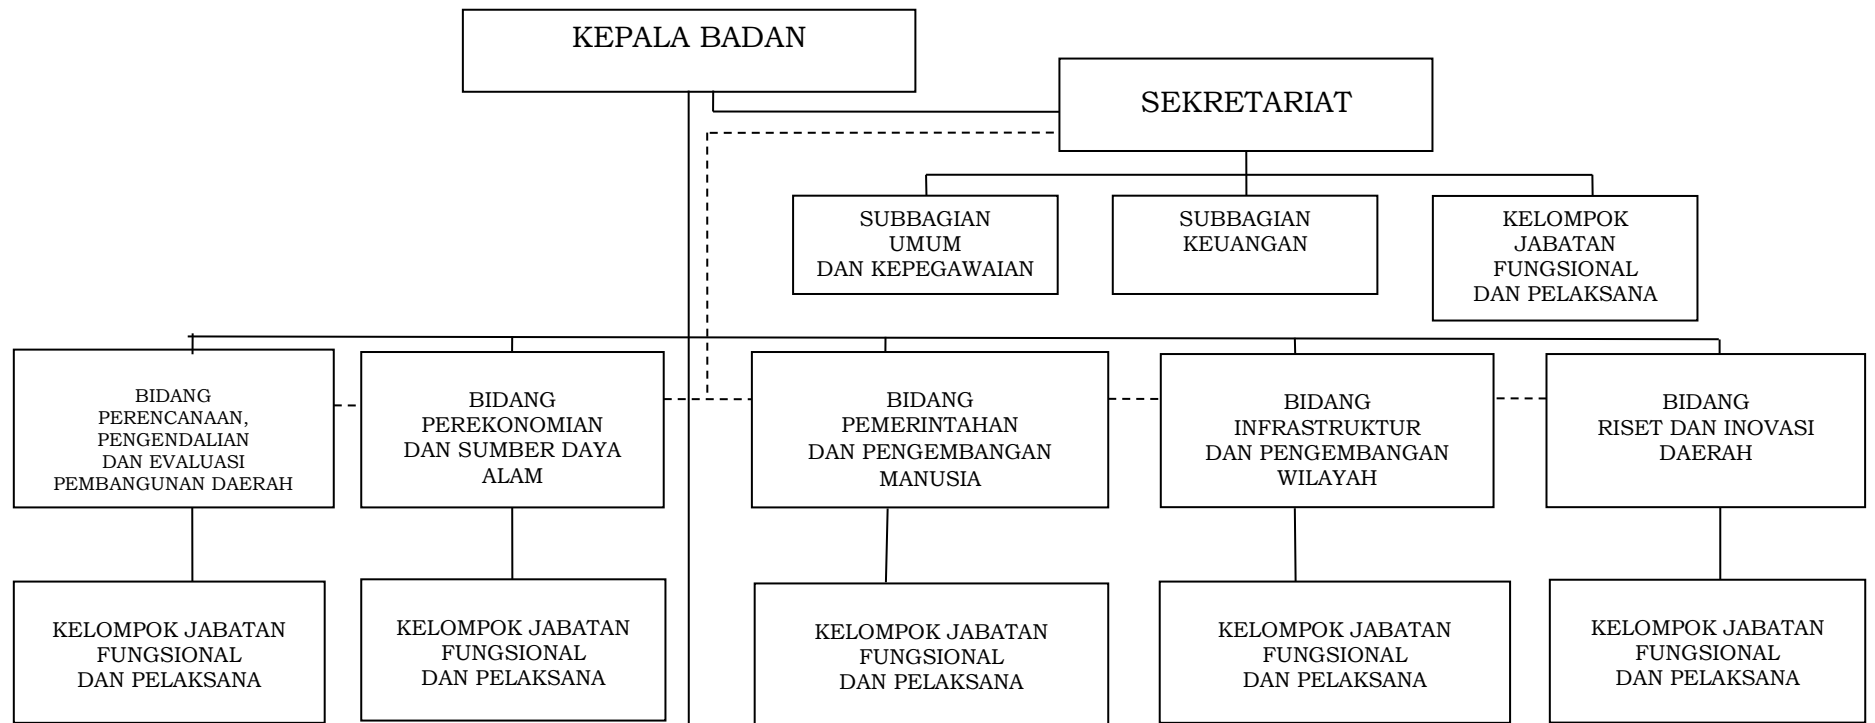 KEPALA BADAN
SEKRETARIAT
SUBBAGIAN
UMUM
DAN KEPEGAWAIAN
SUBBAGIAN
KEUANGAN
KELOMPOK
JABATAN
FUNGSIONAL
DAN PELAKSANA
BIDANG
PERENCANAAN,
PENGENDALIAN
DAN EVALUASI
PEMBANGUNAN DAERAH
BIDANG
PEREKONOMIAN
DAN SUMBER DAYA
ALAM
BIDANG
PEMERINTAHAN
DAN PENGEMBANGAN
MANUSIA
BIDANG
INFRASTRUKTUR
DAN PENGEMBANGAN
WILAYAH
BIDANG
RISET DAN INOVASI
DAERAH
KELOMPOK JABATAN
FUNGSIONAL
DAN PELAKSANA
KELOMPOK JABATAN
FUNGSIONAL
DAN PELAKSANA
KELOMPOK JABATAN
FUNGSIONAL
DAN PELAKSANA
KELOMPOK JABATAN
FUNGSIONAL
DAN PELAKSANA
KELOMPOK JABATAN
FUNGSIONAL
DAN PELAKSANA